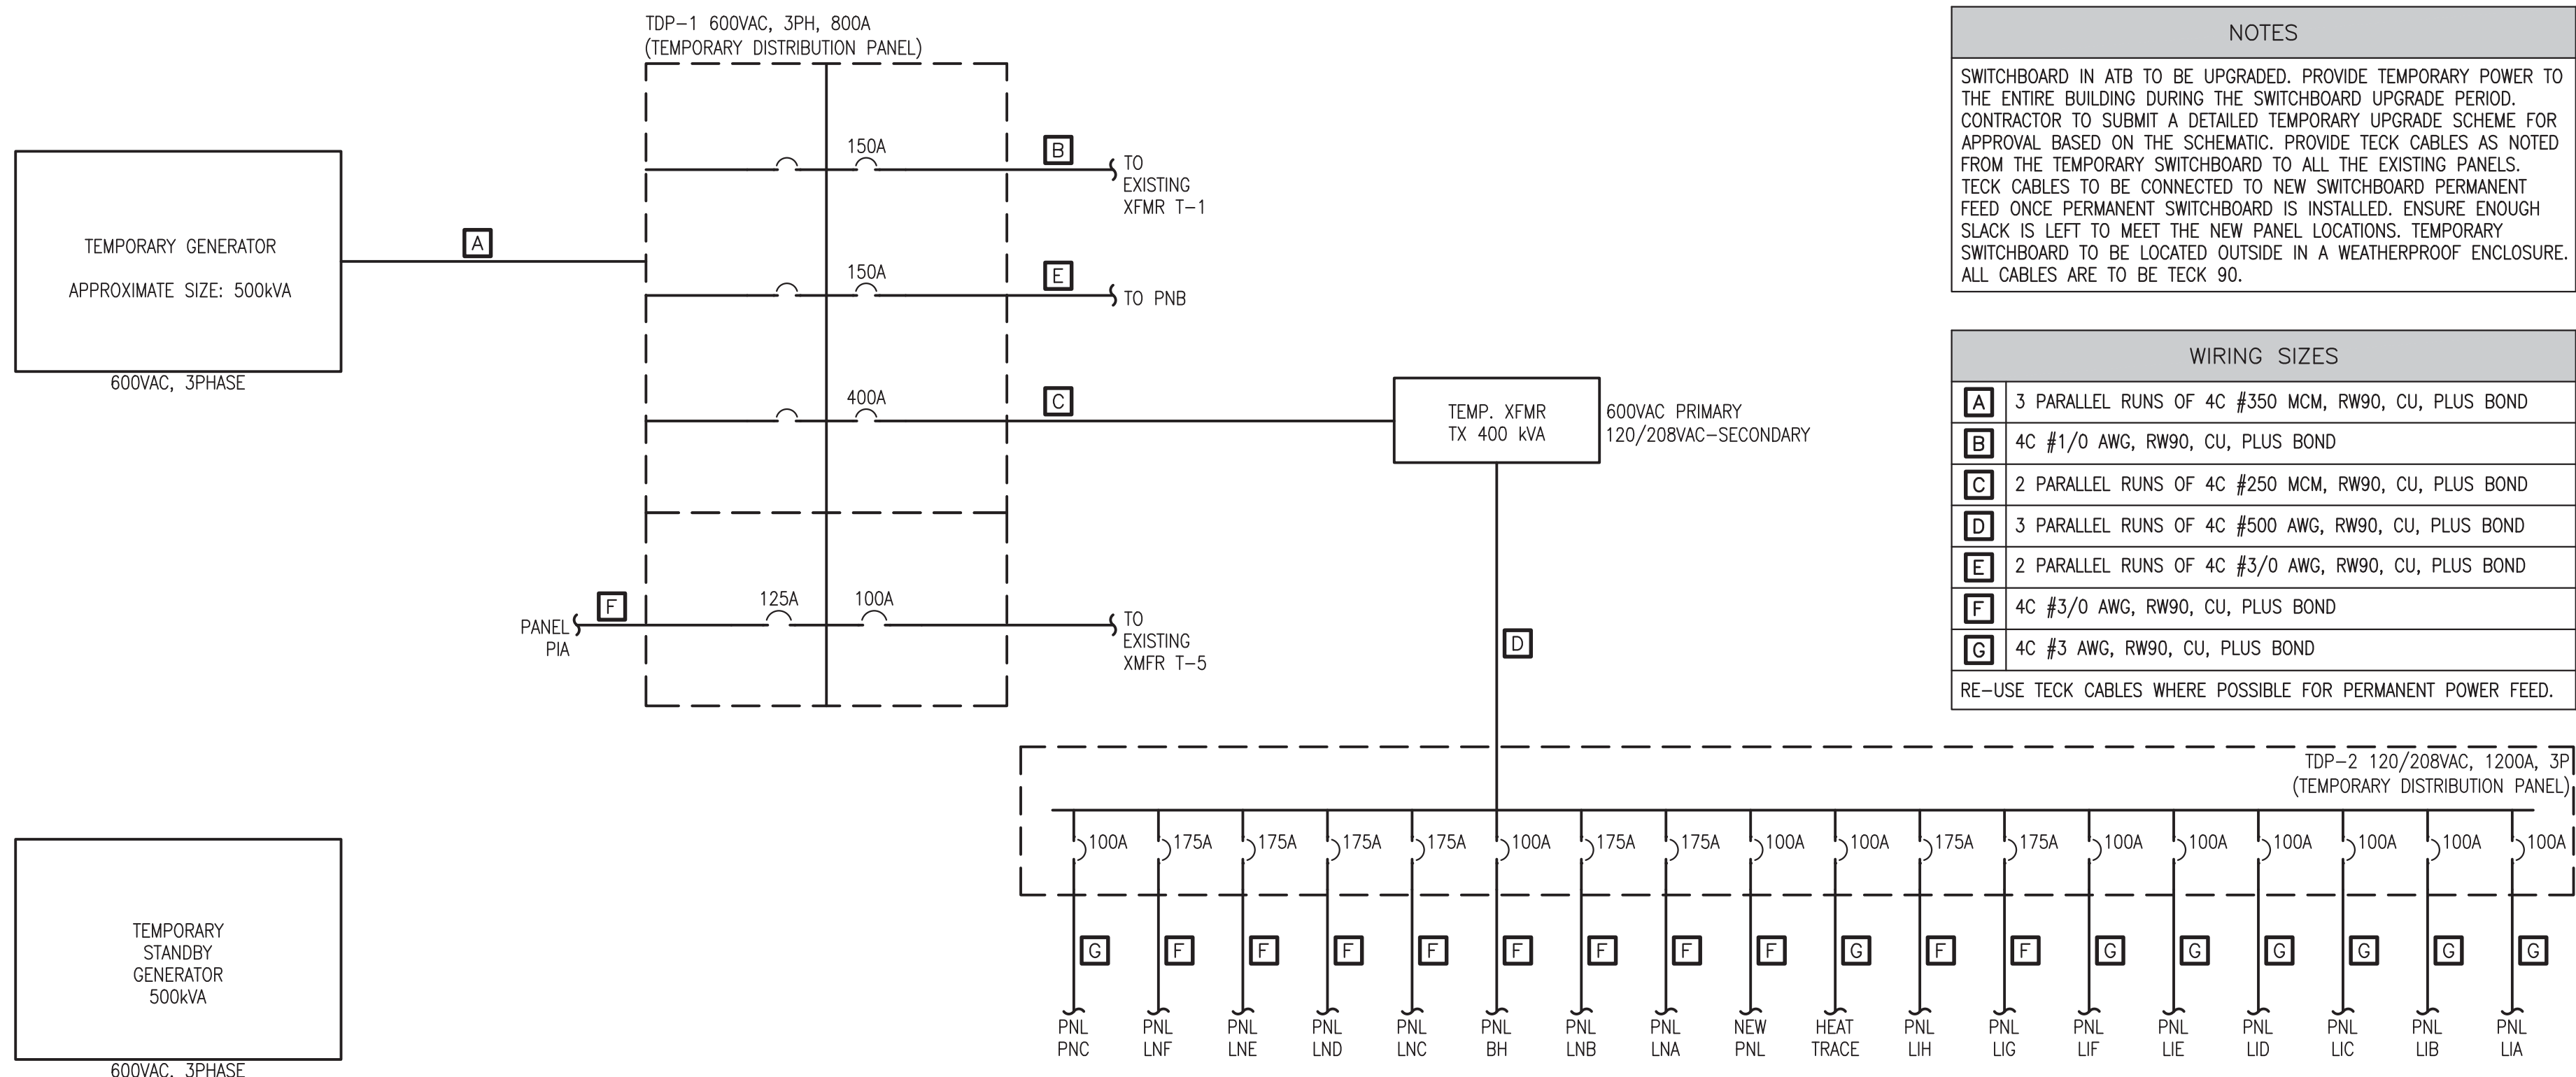 TDP-1 600VAC, 3PH, 800A
(TEMPORARY DISTRIBUTION PANEL)
TEMPORARY GENERATOR
APPROXIMATE SIZE: 500kVA
600VAC, 3PHASE
A
150A
B
TO
EXISTING
XFMR T-1
150A
E
TO PNB
400A
C
TEMP. XFMR
TX 400 kVA
600VAC PRIMARY
120/208VAC-SECONDARY
PANEL
PIA
F
125A
100A
TO
EXISTING
XMFR T-5
D
NOTES
SWITCHBOARD IN ATB TO BE UPGRADED. PROVIDE TEMPORARY POWER TO
THE ENTIRE BUILDING DURING THE SWITCHBOARD UPGRADE PERIOD.
CONTRACTOR TO SUBMIT A DETAILED TEMPORARY UPGRADE SCHEME FOR
APPROVAL BASED ON THE SCHEMATIC. PROVIDE TECK CABLES AS NOTED
FROM THE TEMPORARY SWITCHBOARD TO ALL THE EXISTING PANELS.
TECK CABLES TO BE CONNECTED TO NEW SWITCHBOARD PERMANENT
FEED ONCE PERMANENT SWITCHBOARD IS INSTALLED. ENSURE ENOUGH
SLACK IS LEFT TO MEET THE NEW PANEL LOCATIONS. TEMPORARY
SWITCHBOARD TO BE LOCATED OUTSIDE IN A WEATHERPROOF ENCLOSURE.
ALL CABLES ARE TO BE TECK 90.
WIRING SIZES
A 3 PARALLEL RUNS OF 4C #350 MCM, RW90, CU, PLUS BOND
B 4C #1/0 AWG, RW90, CU, PLUS BOND
C 2 PARALLEL RUNS OF 4C #250 MCM, RW90, CU, PLUS BOND
D 3 PARALLEL RUNS OF 4C #500 AWG, RW90, CU, PLUS BOND
E 2 PARALLEL RUNS OF 4C #3/0 AWG, RW90, CU, PLUS BOND
F 4C #3/0 AWG, RW90, CU, PLUS BOND
G 4C #3 AWG, RW90, CU, PLUS BOND
RE-USE TECK CABLES WHERE POSSIBLE FOR PERMANENT POWER FEED.
TDP-2 120/208VAC, 1200A, 3P
(TEMPORARY DISTRIBUTION PANEL)
100A 175A 175A 175A 175A 100A 175A 175A 100A 100A 175A 175A 100A 100A 100A 100A 100A 100A
G F F F F F F F F G F F G G G G G G
PNL PNL PNL PNL PNL PNL PNL PNL NEW HEAT PNL PNL PNL PNL PNL PNL PNL PNL
PNC LNF LNE LND LNC BH LNB LNA PNL TRACE LIH LIG LIF LIE LID LIC LIB LIA
TEMPORARY
STANDBY
GENERATOR
500kVA
600VAC, 3PHASE